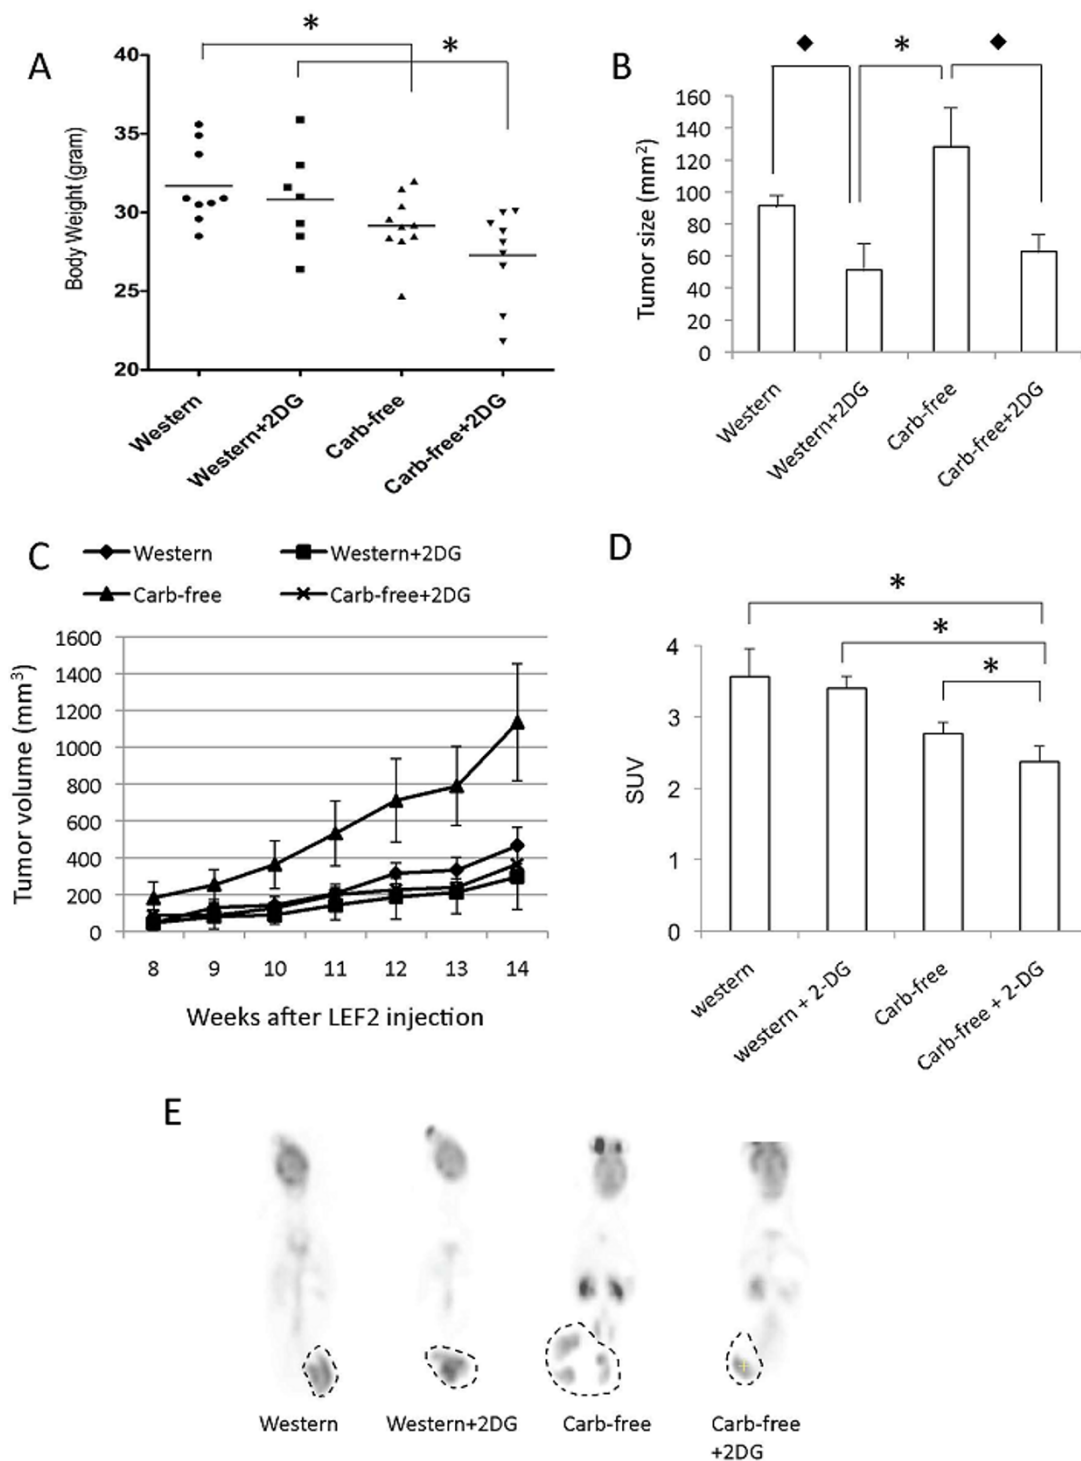 A
*
*
40
35
30
25
20
Body Weight (gram)
Western
Western+2DG
Carb-free
Carb-free+2DG
B
◆ * ◆
160
140
120
100
80
60
40
20
0
Tumor size (mm²)
Western
Western+2DG
Carb-free
Carb-free+2DG
C
Western Western+2DG
Carb-free Carb-free+2DG
1600
1400
1200
1000
800
600
400
200
0
Tumor volume (mm³)
8 9 10 11 12 13 14
Weeks after LEF2 injection
D
*
*
*
4
3
2
1
0
SUV
western
western + 2-DG
Carb-free
Carb-free + 2-DG
E
Western Western+2DG Carb-free Carb-free
+2DG